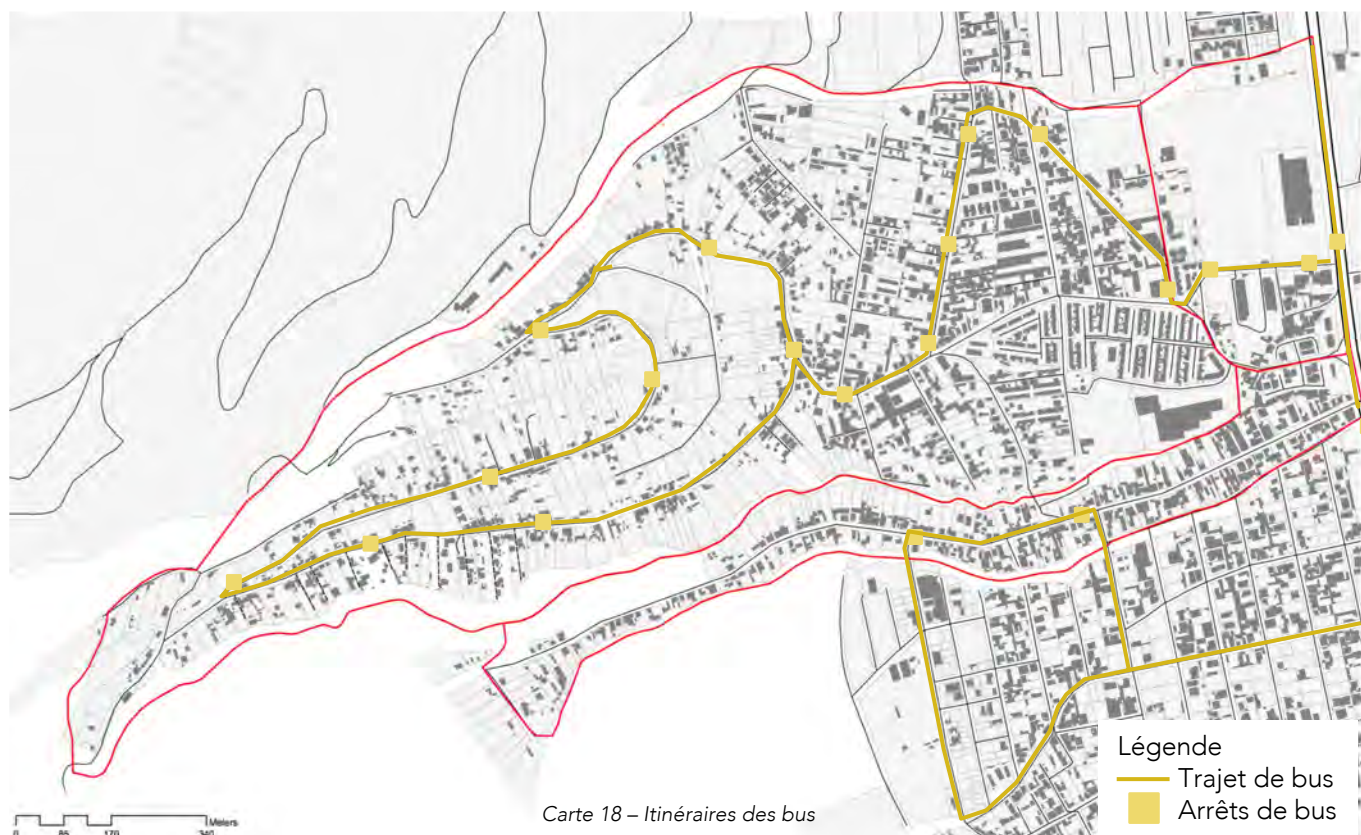 Légende
Trajet de bus
Arrêts de bus
Carte 18 – Itinéraires des bus
Meters
0 85 170 340